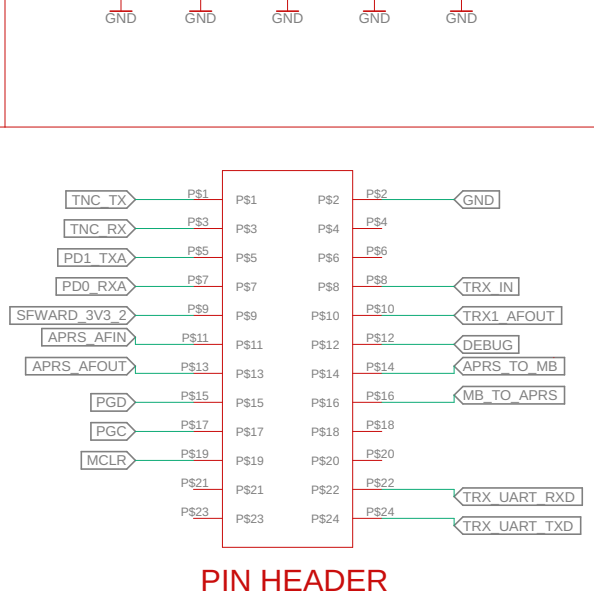 GND GND GND GND GND
TNC_TX P$1 P$1 P$2 P$2 GND
TNC_RX P$3 P$3 P$4 P$4
PD1_TXA P$5 P$5 P$6 P$6
PD0_RXA P$7 P$7 P$8 P$8 TRX_IN
SFWARD_3V3_2 P$9 P$9 P$10 P$10 TRX1_AFOUT
APRS_AFIN P$11 P$11 P$12 P$12 DEBUG
APRS_AFOUT P$13 P$13 P$14 P$14 APRS_TO_MB
PGD P$15 P$15 P$16 P$16 MB_TO_APRS
PGC P$17 P$17 P$18 P$18
MCLR P$19 P$19 P$20 P$20
P$21 P$21 P$22 P$22 TRX_UART_RXD
P$23 P$23 P$24 P$24 TRX_UART_TXD
PIN HEADER